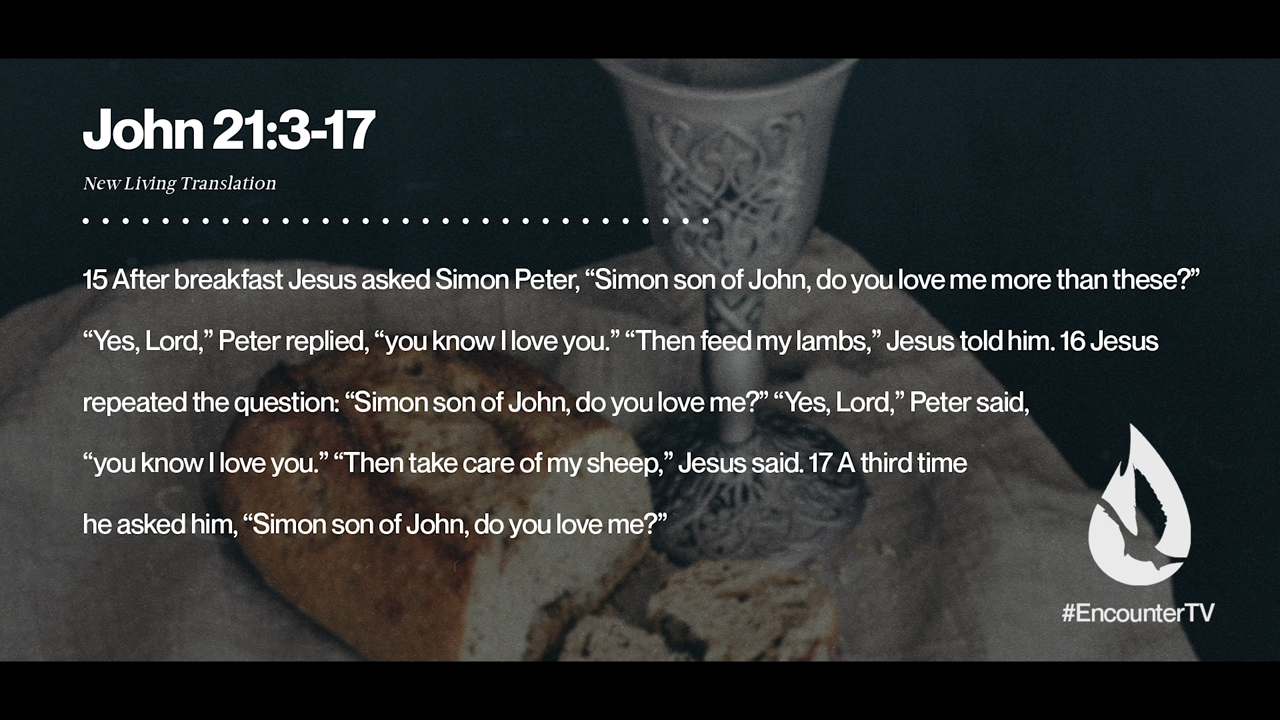 John 21:3-17
New Living Translation
15 After breakfast Jesus asked Simon Peter, “Simon son of John, do you love me more than these?”
“Yes, Lord,” Peter replied, “you know I love you.” “Then feed my lambs,” Jesus told him. 16 Jesus
repeated the question: “Simon son of John, do you love me?” “Yes, Lord,” Peter said,
“you know I love you.” “Then take care of my sheep,” Jesus said. 17 A third time
he asked him, “Simon son of John, do you love me?”
#EncounterTV